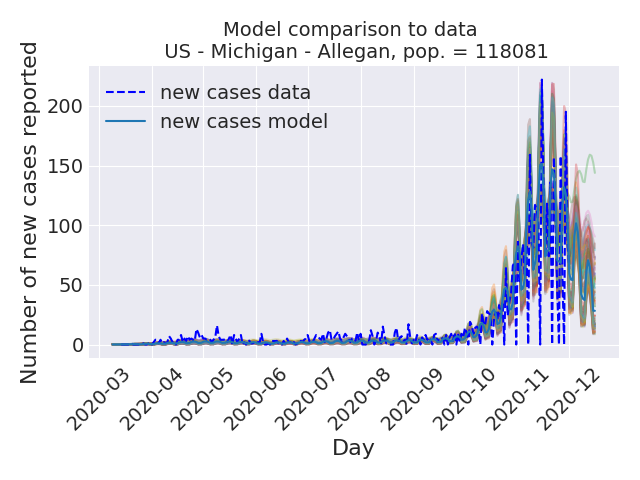 Model comparison to data
US - Michigan - Allegan, pop. = 118081
Number of new cases reported
200
150
100
50
0
new cases data
new cases model
2020-03
2020-04
2020-05
2020-06
2020-07
2020-08
2020-09
2020-10
2020-11
2020-12
Day